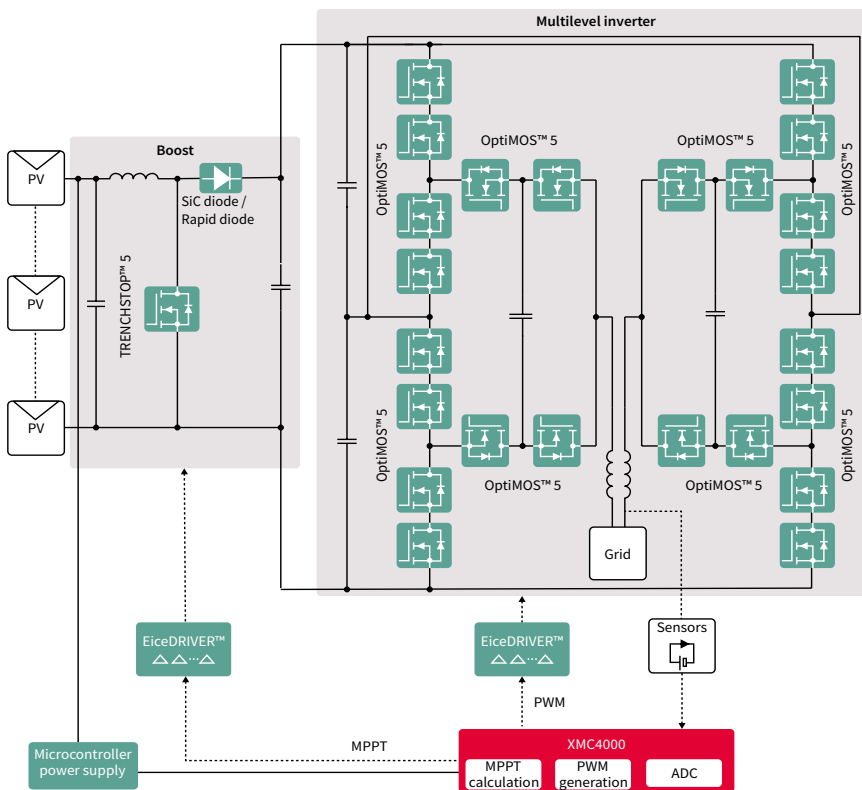 Multilevel inverter
Boost
PV
PV
PV
SiC diode /
Rapid diode
TRENCHSTOP™ 5
OptiMOS™ 5
OptiMOS™ 5
OptiMOS™ 5
OptiMOS™ 5
OptiMOS™ 5
OptiMOS™ 5
OptiMOS™ 5
OptiMOS™ 5
Grid
EiceDRIVER™
EiceDRIVER™
Sensors
PWM
MPPT
Microcontroller
power supply
XMC4000
MPPT
calculation
PWM
generation
ADC